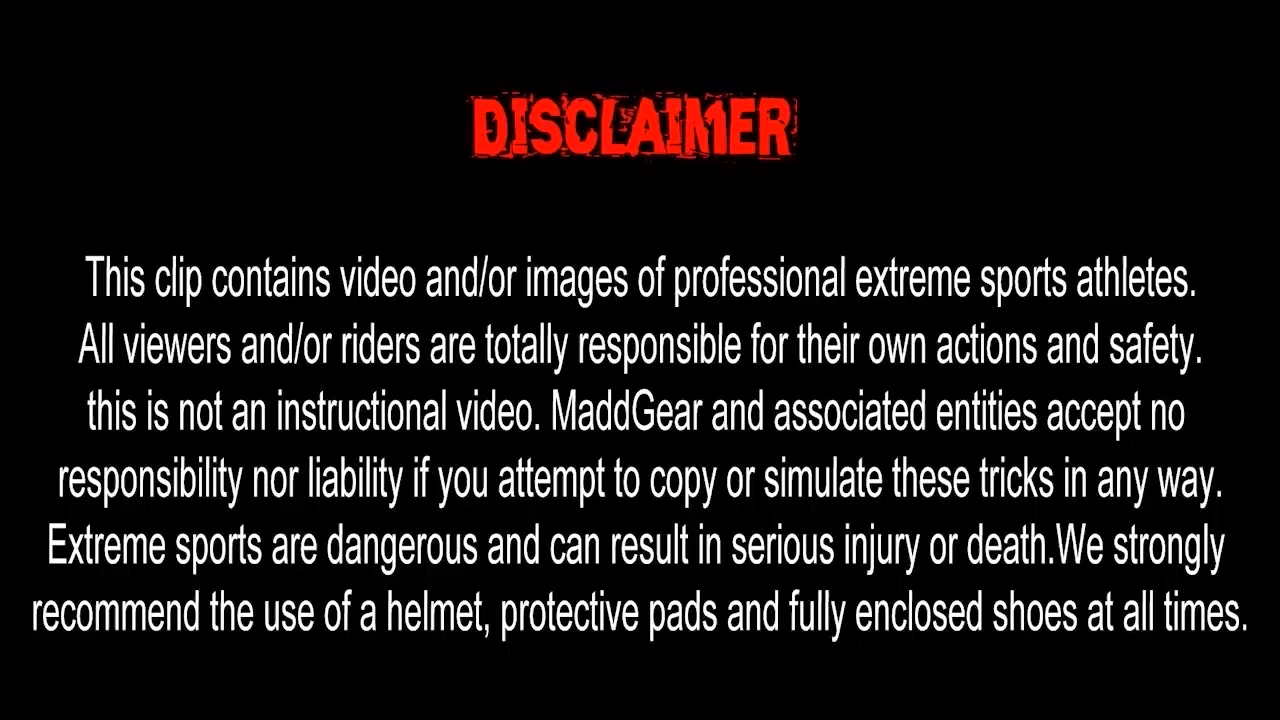 DISCLAIMER
This clip contains video and/or images of professional extreme sports athletes.
All viewers and/or riders are totally responsible for their own actions and safety.
this is not an instructional video. MaddGear and associated entities accept no
responsibility nor liability if you attempt to copy or simulate these tricks in any way.
Extreme sports are dangerous and can result in serious injury or death.We strongly
recommend the use of a helmet, protective pads and fully enclosed shoes at all times.